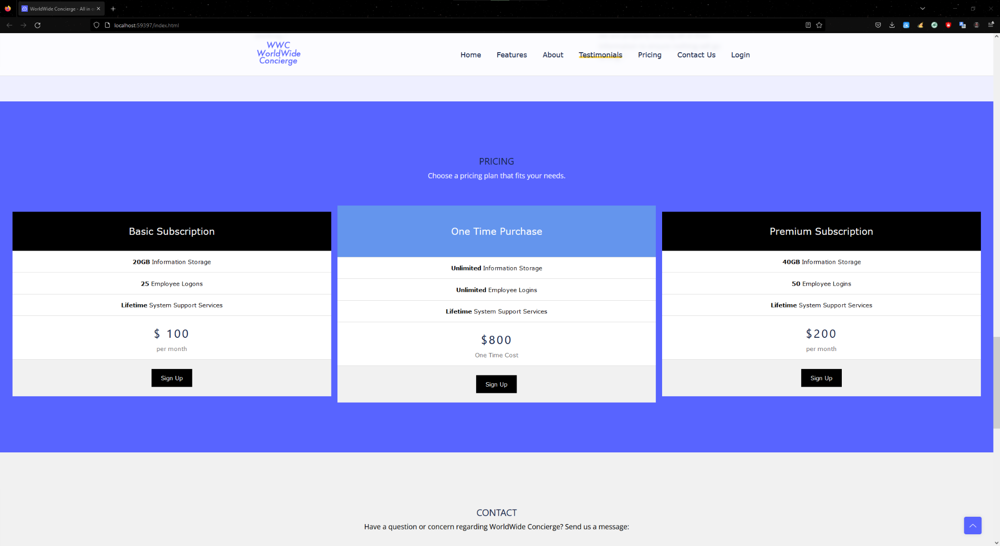 WorldWide Concierge - All in o
localhost:59397/index.html
WWC
WorldWide
Concierge
Home
Features
About
Testimonials
Pricing
Contact Us
Login
PRICING
Choose a pricing plan that fits your needs.
Basic Subscription
20GB Information Storage
25 Employee Logons
Lifetime System Support Services
$ 100
per month
Sign Up
One Time Purchase
Unlimited Information Storage
Unlimited Employee Logins
Lifetime System Support Services
$800
One Time Cost
Sign Up
Premium Subscription
40GB Information Storage
50 Employee Logins
Lifetime System Support Services
$200
per month
Sign Up
CONTACT
Have a question or concern regarding WorldWide Concierge? Send us a message: